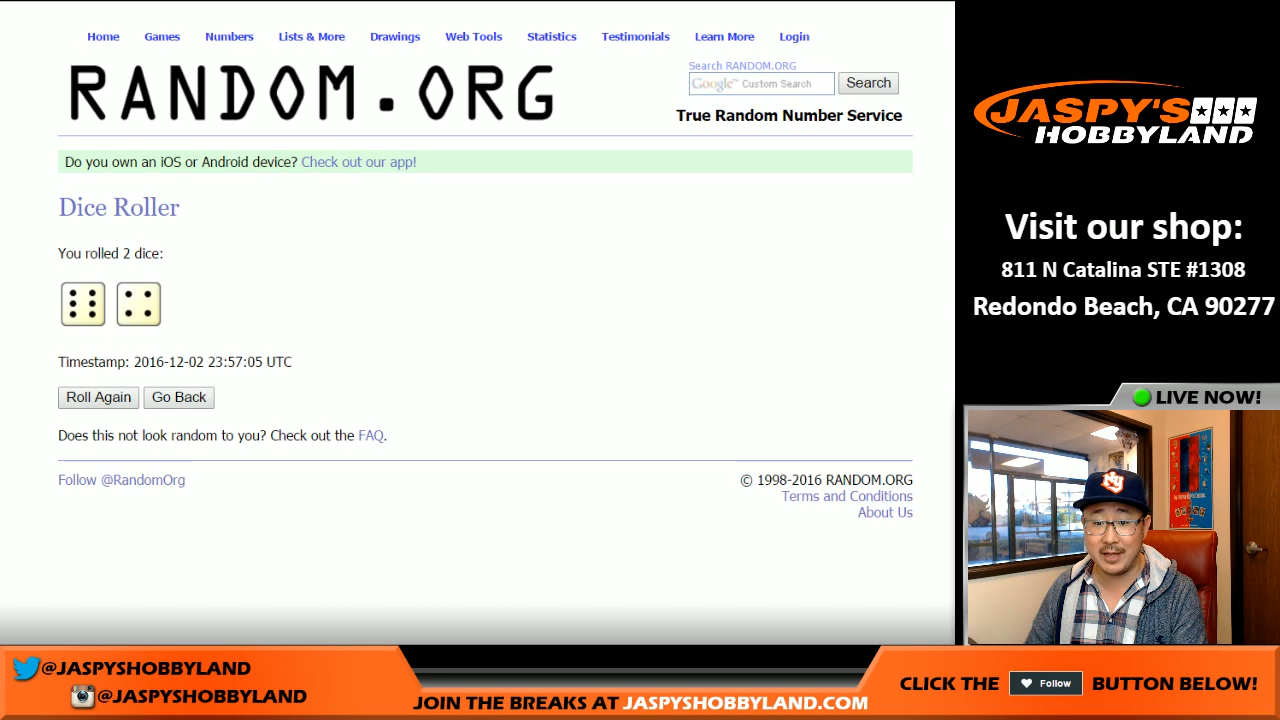 Home Games Numbers Lists & More Drawings Web Tools Statistics Testimonials Learn More Login
RANDOM.ORG
Search RANDOM.ORG
Google™ Custom Search Search
True Random Number Service
Do you own an iOS or Android device? Check out our app!
Dice Roller
You rolled 2 dice:
Timestamp: 2016-12-02 23:57:05 UTC
Roll Again Go Back
Does this not look random to you? Check out the FAQ.
Follow @RandomOrg
© 1998-2016 RANDOM.ORG
Terms and Conditions
About Us
JASPY'S
HOBBYLAND
Visit our shop:
811 N Catalina STE #1308
Redondo Beach, CA 90277
LIVE NOW!
NY
@JASPYSHOBBYLAND
@JASPYSHOBBYLAND
JOIN THE BREAKS AT JASPYSHOBBYLAND.COM
CLICK THE Follow BUTTON BELOW!